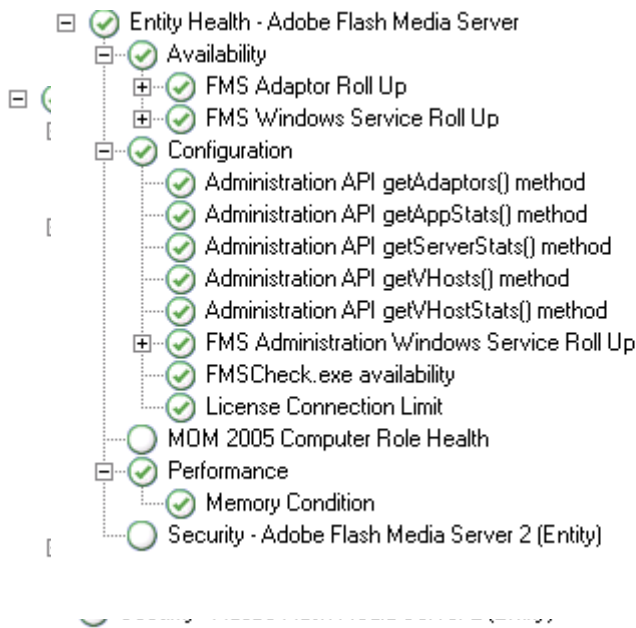 Entity Health - Adobe Flash Media Server
Availability
FMS Adaptor Roll Up
FMS Windows Service Roll Up
Configuration
Administration API getAdaptors() method
Administration API getAppStats() method
Administration API getServerStats() method
Administration API getVHosts() method
Administration API getVHostStats() method
FMS Administration Windows Service Roll Up
FMSCheck.exe availability
License Connection Limit
MOM 2005 Computer Role Health
Performance
Memory Condition
Security - Adobe Flash Media Server 2 (Entity)